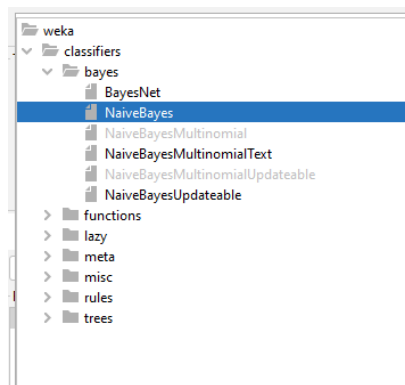 weka
classifiers
bayes
BayesNet
NaiveBayes
NaiveBayesMultinomial
NaiveBayesMultinomialText
NaiveBayesMultinomialUpdateable
NaiveBayesUpdateable
functions
lazy
meta
misc
rules
trees